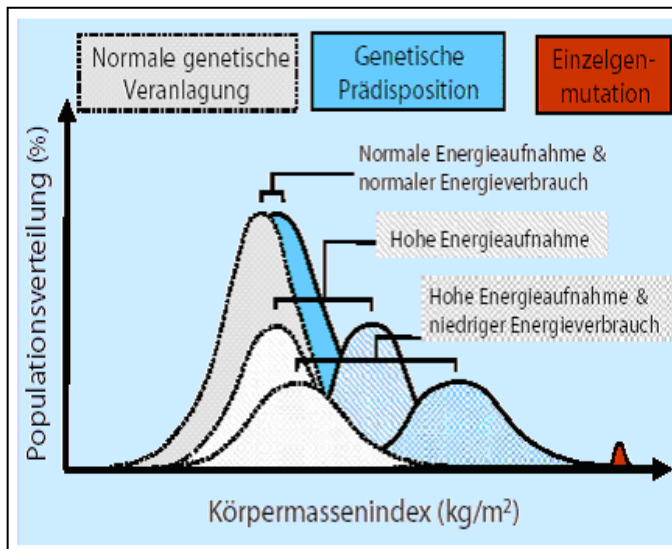 Normale genetische
Veranlagung
Genetische
Prädisposition
Einzelgen-
mutation
Populationsverteilung (%)
Normale Energieaufnahme &
normaler Energieverbrauch
Hohe Energieaufnahme
Hohe Energieaufnahme &
niedriger Energieverbrauch
Körpermassenindex (kg/m²)